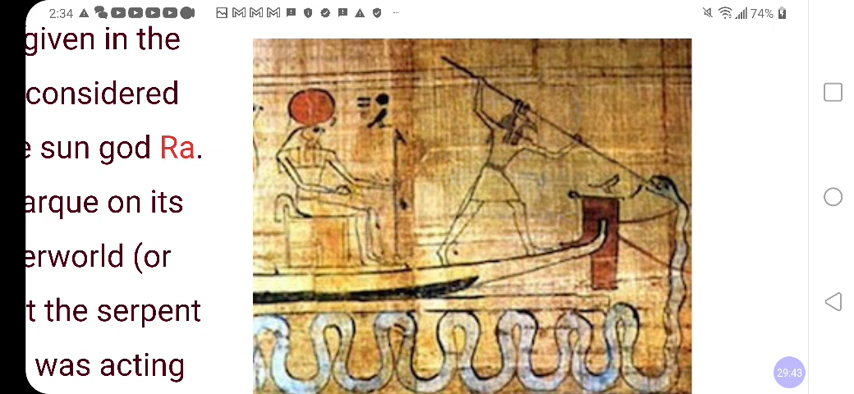 2:34
74%
given in the
considered
e sun god Ra.
arque on its
erworld (or
t the serpent
was acting
29:43